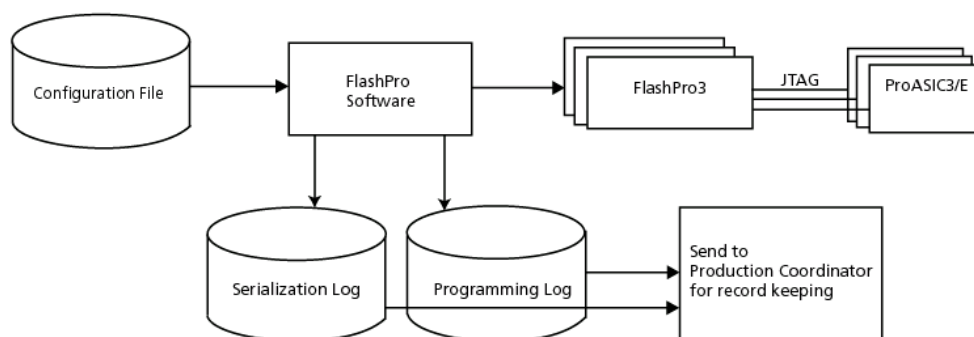 Configuration File
FlashPro
Software
FlashPro3
JTAG
ProASIC3/E
Serialization Log
Programming Log
Send to
Production Coordinator
for record keeping